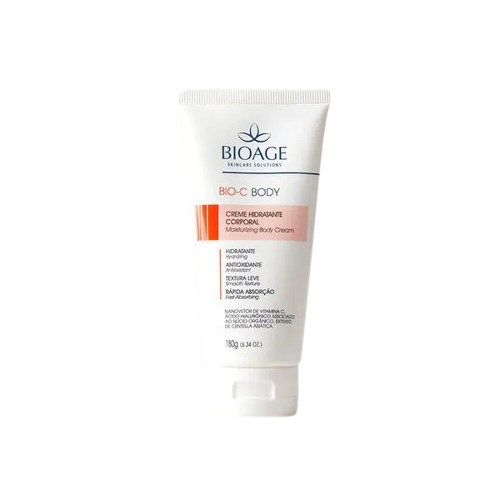 BIOAGE
SKINCARE SOLUTIONS
BIO-C BODY
CREME HIDRATANTE
CORPORAL
Moisturizing Body Cream
HIDRATANTE
Hydrating
ANTIOXIDANTE
Antioxidant
TEXTURA LEVE
Smooth Texture
RÁPIDA ABSORÇÃO
Fast-Absorbing
NANOVETOR DE VITAMINA C,
ÁCIDO HIALURÔNICO ASSOCIADO
AO SILÍCIO ORGÂNICO, EXTRATO
DE CENTELLA ASIÁTICA
180g (6.34 OZ.)